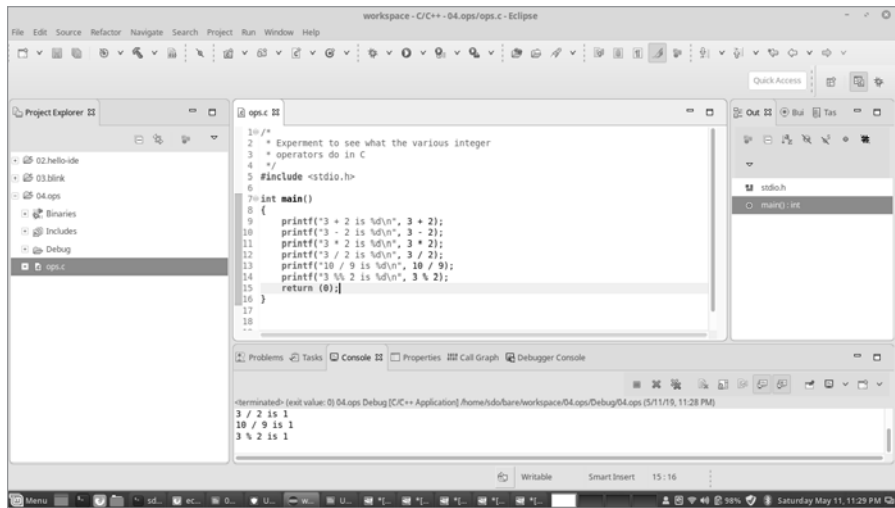 workspace - C/C++ - 04.ops/ops.c - Eclipse
File Edit Source Refactor Navigate Search Project Run Window Help
Quick Access
Project Explorer
02.hello-ide
03.blink
04.ops
Binaries
Includes
Debug
ops.c
ops.c
1 /*
2 * Experment to see what the various integer
3 * operators do in C
4 */
5 #include <stdio.h>
6
7 int main()
8 {
9 printf("3 + 2 is %d\n", 3 + 2);
10 printf("3 - 2 is %d\n", 3 - 2);
11 printf("3 * 2 is %d\n", 3 * 2);
12 printf("3 / 2 is %d\n", 3 / 2);
13 printf("10 / 9 is %d\n", 10 / 9);
14 printf("3 %% 2 is %d\n", 3 % 2);
15 return (0);
16 }
17
18
Out Bui Tas
stdio.h
main() : int
Problems Tasks Console Properties Call Graph Debugger Console
<terminated> (exit value: 0) 04.ops Debug [C/C++ Application] /home/sdo/bare/workspace/04.ops/Debug/04.ops (5/11/19, 11:28 PM)
3 / 2 is 1
10 / 9 is 1
3 % 2 is 1
Writable Smart Insert 15 : 16
Menu sd... ec... 0... U... w... U... *[... *[... *[... *[... *[... 98% Saturday May 11, 11:29 PM